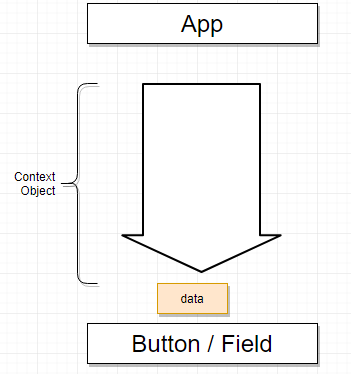 App
Context
Object
data
Button / Field